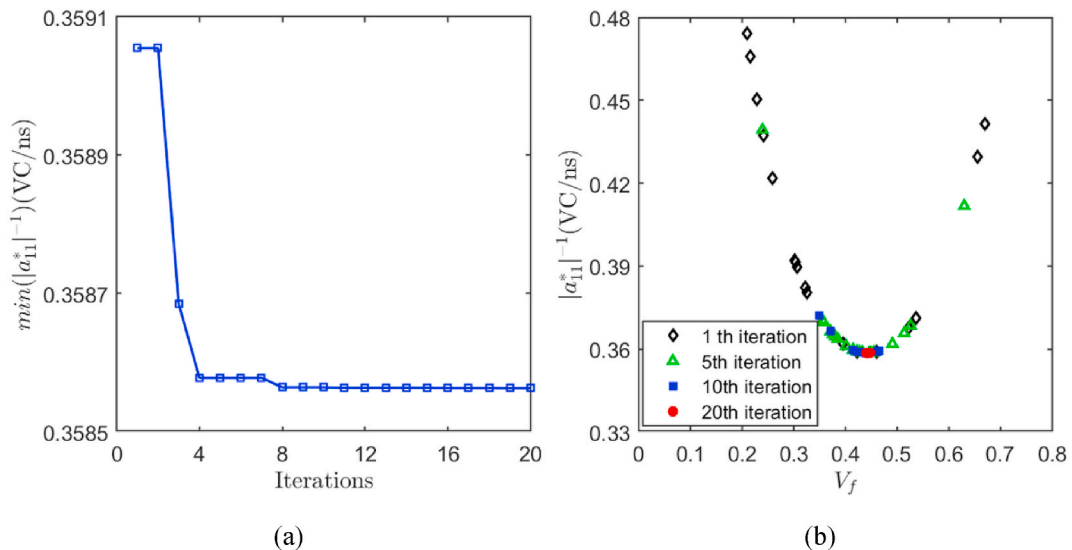 0.3591
0.3589
0.3587
0.3585
min(|a*11|−1)(VC/ns)
0 4 8 12 16 20
Iterations
(a)
0.48
0.45
0.42
0.39
0.36
0.33
|a*11|−1(VC/ns)
1 th iteration
5th iteration
10th iteration
20th iteration
0 0.1 0.2 0.3 0.4 0.5 0.6 0.7 0.8
Vf
(b)